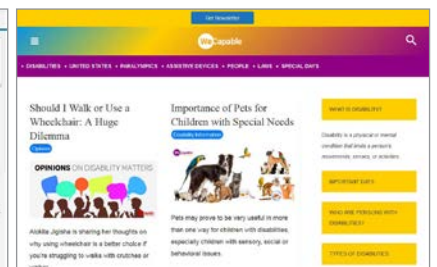 Get Newsletter
WeCapable
• DISABILITIES • UNITED STATES • PARALYMPICS • ASSISTIVE DEVICES • PEOPLE • LAWS • SPECIAL DAYS
Should I Walk or Use a
Wheelchair: A Huge
Dilemma
Opinions
OPINIONS ON DISABILITY MATTERS
Alokita Jigisha is sharing her thoughts on
why using wheelchair is a better choice if
you're struggling to walks with crutches or
Importance of Pets for
Children with Special Needs
Disability Information
Pets may prove to be very useful in more
than one way for children with disabilities,
especially children with sensory, social or
behavioral issues.
WHAT IS DISABILITY?
Disability is a physical or mental
condition that limits a person's
movements, senses, or activities.
IMPORTANT DAYS
WHO ARE PERSONS WITH
DISABILITIES?
TYPES OF DISABILITIES